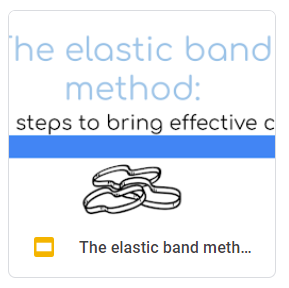 The elastic band
method:
steps to bring effective c
The elastic band meth...